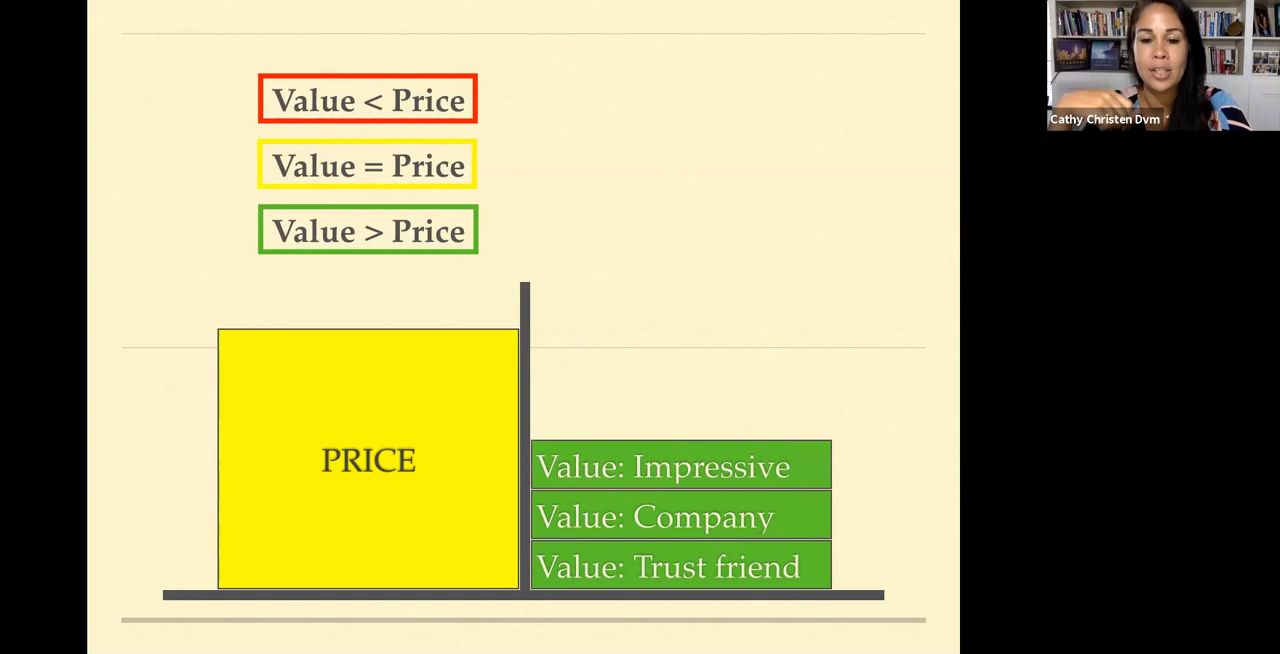 Value < Price
Value = Price
Value > Price
PRICE
Value: Impressive
Value: Company
Value: Trust friend
Cathy Christen Dvm